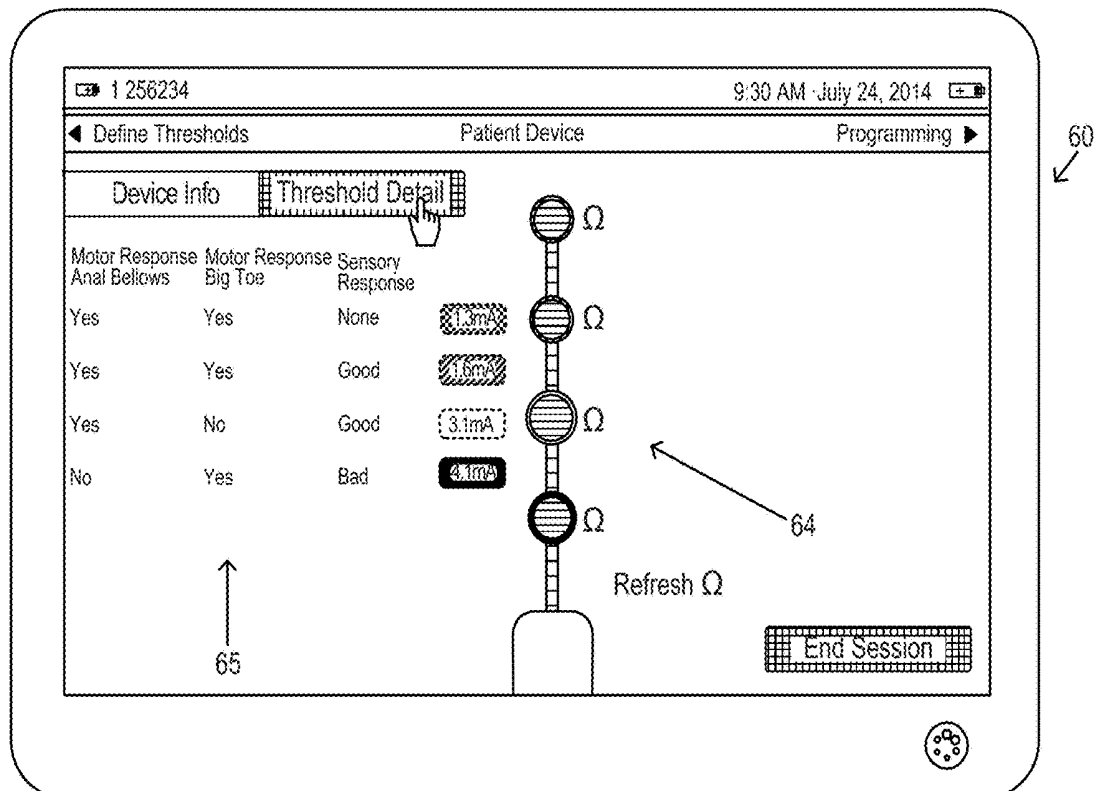 1 256234 9:30 AM ·July 24, 2014
Define Thresholds Patient Device Programming
60
Device Info Threshold Detail
Ω
Motor Response Anal Bellows Motor Response Big Toe Sensory Response
Yes Yes None 1.3mA Ω
Yes Yes Good 1.6mA
Yes No Good 3.1mA Ω
No Yes Bad 4.1mA
Ω
64
Refresh Ω
65
End Session